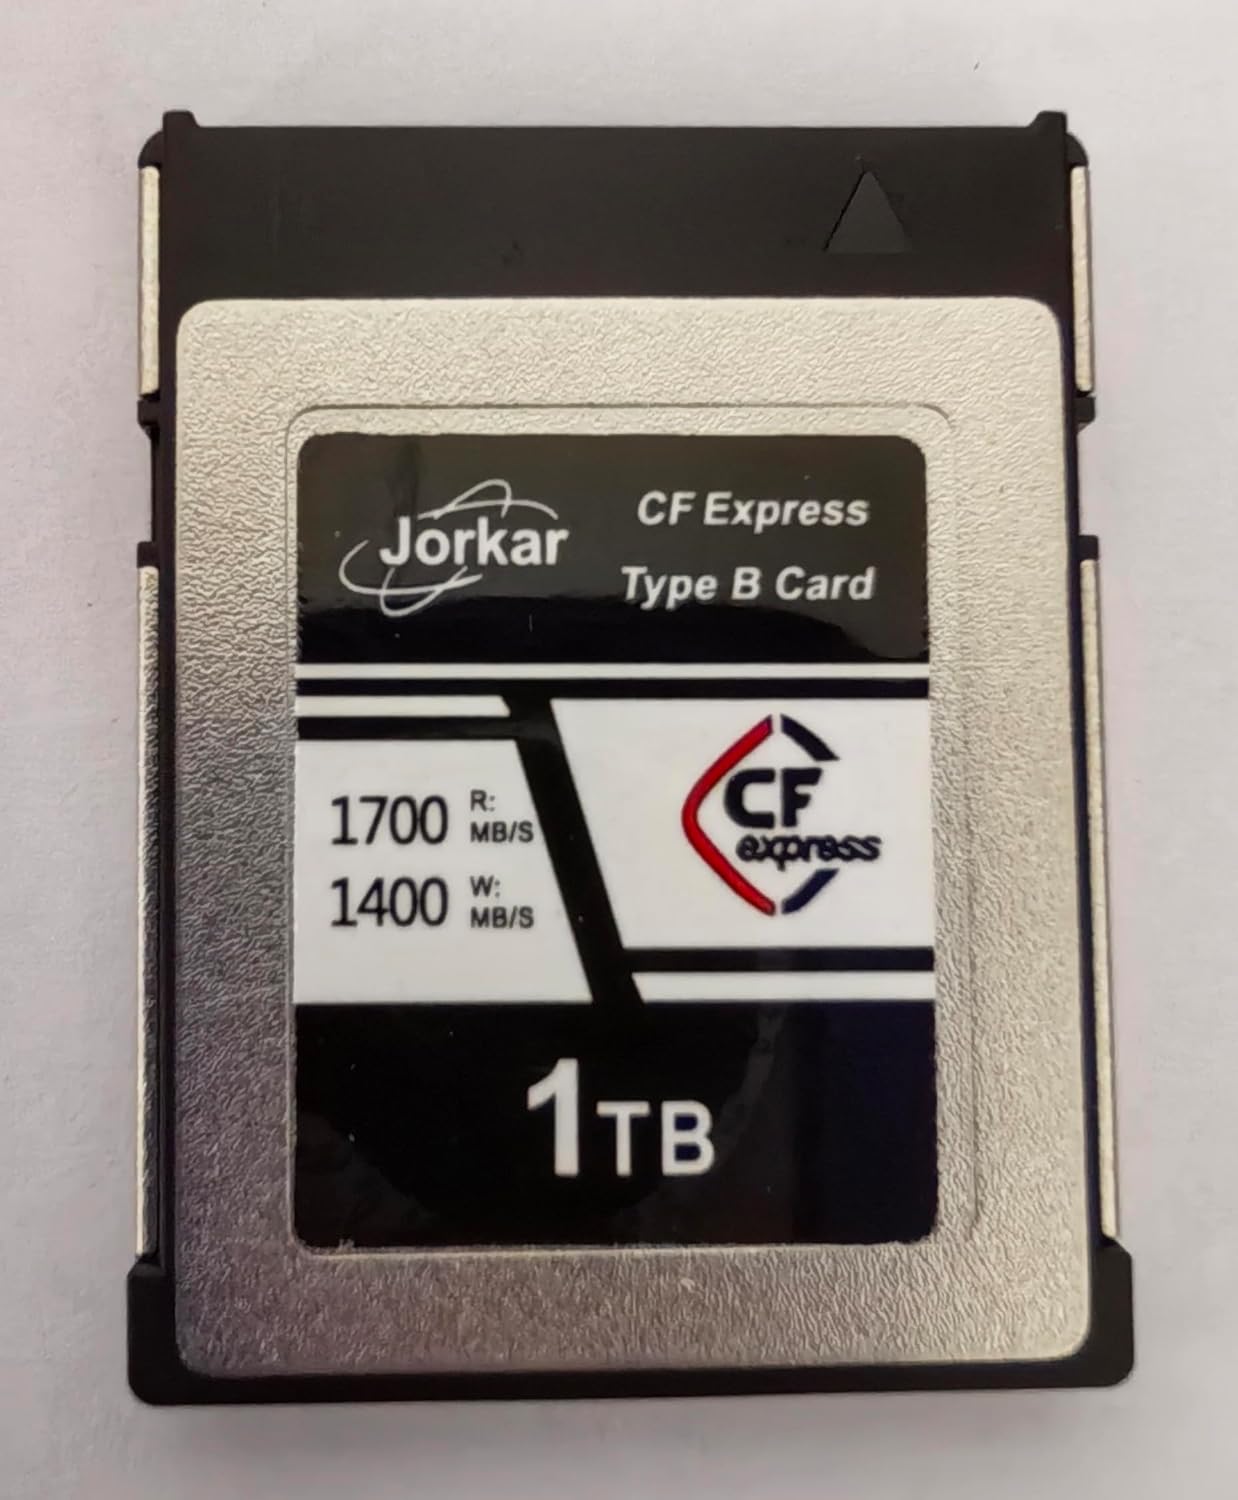 Jorkar
CF Express
Type B Card
1700 R: MB/S
1400 W: MB/S
CF
express
1TB